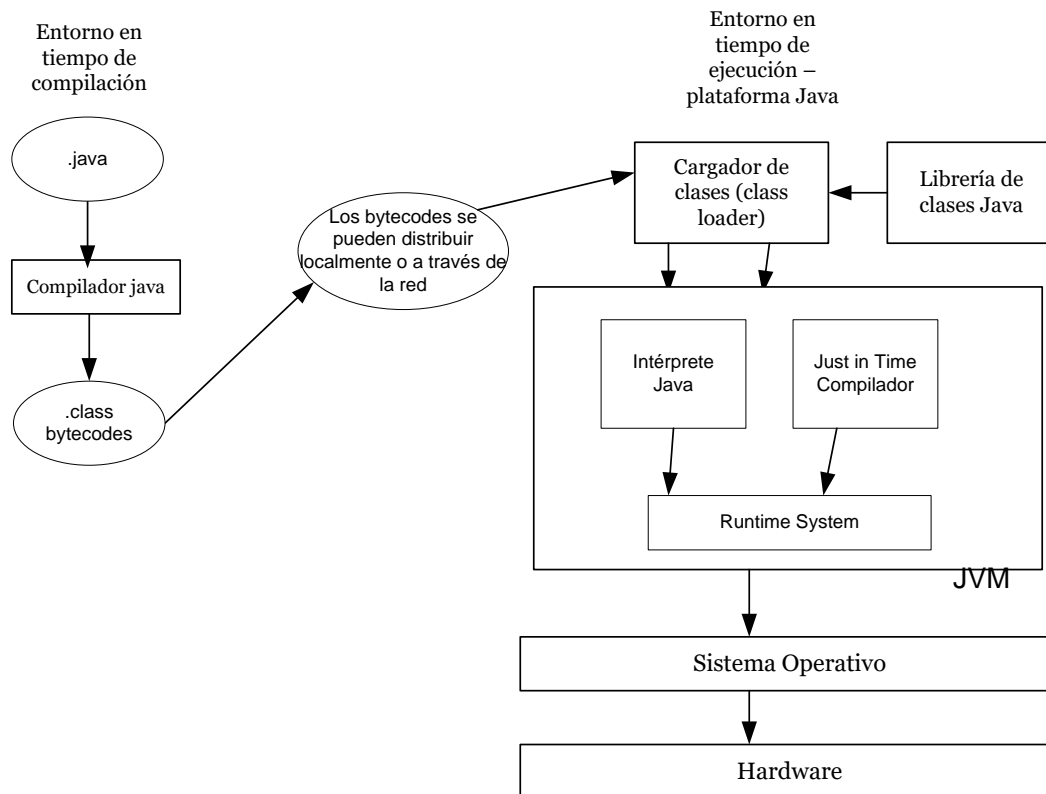 Entorno en
tiempo de
compilación
.java
Compilador java
.class
bytecodes
Los bytecodes se
pueden distribuir
localmente o a través de
la red
Entorno en
tiempo de
ejecución –
plataforma Java
Cargador de
clases (class
loader)
Librería de
clases Java
Intérprete
Java
Just in Time
Compilador
Runtime System
JVM
Sistema Operativo
Hardware